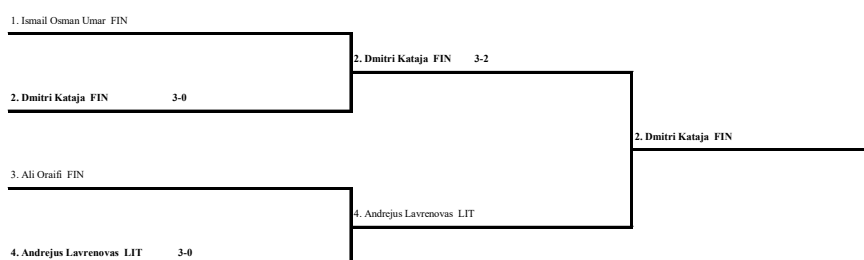 1. Ismail Osman Umar FIN
2. Dmitri Kataja FIN 3-2
2. Dmitri Kataja FIN 3-0
2. Dmitri Kataja FIN
3. Ali Oraifi FIN
4. Andrejus Lavrenovas LIT
4. Andrejus Lavrenovas LIT 3-0